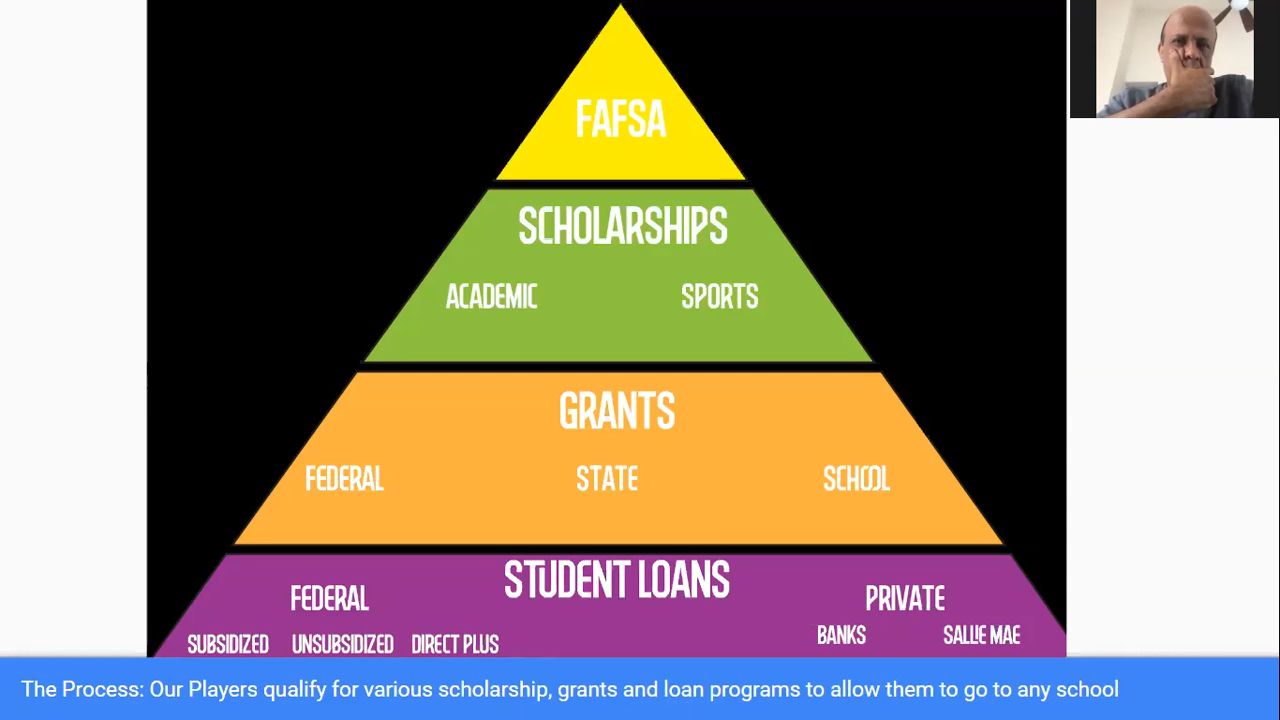 FAFSA
SCHOLARSHIPS
ACADEMIC SPORTS
GRANTS
FEDERAL STATE SCHOOL
STUDENT LOANS
FEDERAL PRIVATE
SUBSIDIZED UNSUBSIDIZED DIRECT PLUS BANKS SALLIE MAE
The Process: Our Players qualify for various scholarship, grants and loan programs to allow them to go to any school